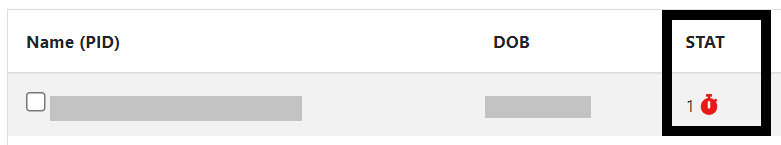 Name (PID) DOB STAT
1